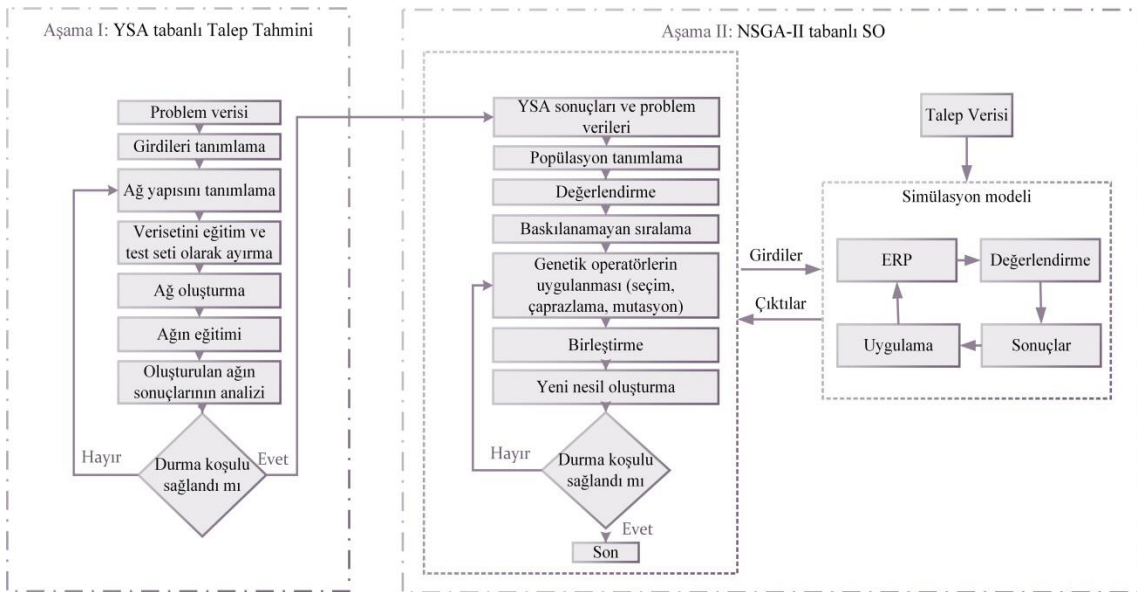 Aşama I: YSA tabanlı Talep Tahmini
Problem verisi
Girdileri tanımlama
Ağ yapısını tanımlama
Verisetini eğitim ve
test seti olarak ayırma
Ağ oluşturma
Ağın eğitimi
Oluşturulan ağın
sonuçlarının analizi
Durma koşulu
sağlandı mı
Hayır
Evet
Aşama II: NSGA-II tabanlı SO
YSA sonuçları ve problem
verileri
Popülasyon tanımlama
Değerlendirme
Baskılanamayan sıralama
Genetik operatörlerin
uygulanması (seçim,
çaprazlama, mutasyon)
Birleştirme
Yeni nesil oluşturma
Durma koşulu
sağlandı mı
Hayır
Evet
Son
Girdiler
Çıktılar
Talep Verisi
Simülasyon modeli
ERP
Değerlendirme
Uygulama
Sonuçlar